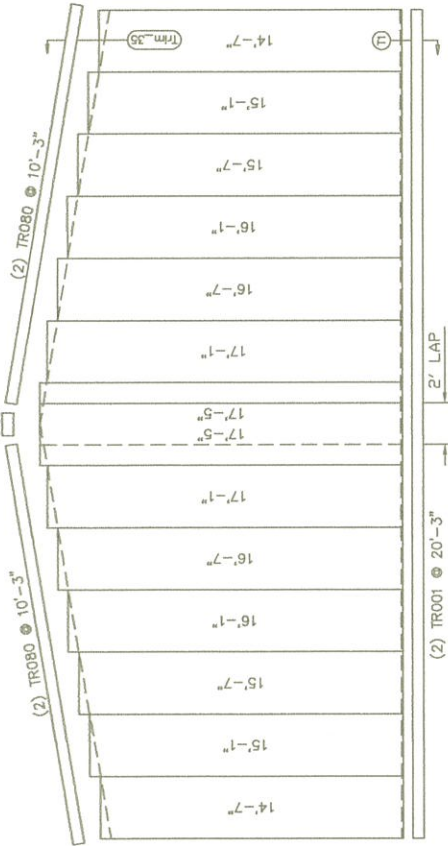 Trim_35
T1
14'-7"
15'-1"
15'-7"
16'-1"
16'-7"
17'-1"
17'-5"
17'-5"
17'-1"
16'-7"
16'-1"
15'-7"
15'-1"
14'-7"
(2) TR080 @ 10'-3"
(2) TR080 @ 10'-3"
2' LAP
(2) TR001 @ 20'-3"